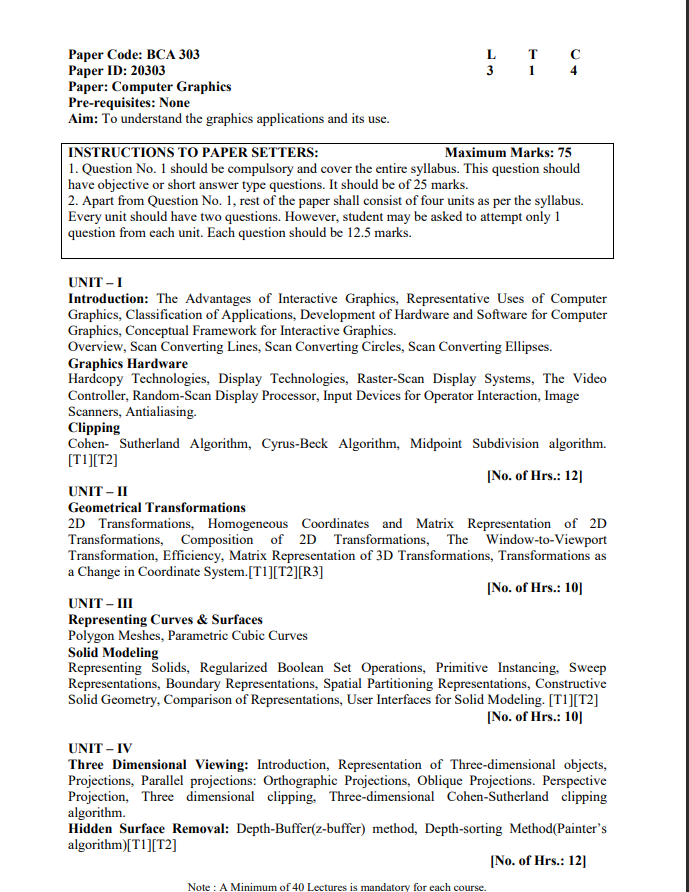 Paper Code: BCA 303 L T C
Paper ID: 20303 3 1 4
Paper: Computer Graphics
Pre-requisites: None
Aim: To understand the graphics applications and its use.
INSTRUCTIONS TO PAPER SETTERS: Maximum Marks: 75
1. Question No. 1 should be compulsory and cover the entire syllabus. This question should
have objective or short answer type questions. It should be of 25 marks.
2. Apart from Question No. 1, rest of the paper shall consist of four units as per the syllabus.
Every unit should have two questions. However, student may be asked to attempt only 1
question from each unit. Each question should be 12.5 marks.
UNIT – I
Introduction: The Advantages of Interactive Graphics, Representative Uses of Computer
Graphics, Classification of Applications, Development of Hardware and Software for Computer
Graphics, Conceptual Framework for Interactive Graphics.
Overview, Scan Converting Lines, Scan Converting Circles, Scan Converting Ellipses.
Graphics Hardware
Hardcopy Technologies, Display Technologies, Raster-Scan Display Systems, The Video
Controller, Random-Scan Display Processor, Input Devices for Operator Interaction, Image
Scanners, Antialiasing.
Clipping
Cohen- Sutherland Algorithm, Cyrus-Beck Algorithm, Midpoint Subdivision algorithm.
[T1][T2]
[No. of Hrs.: 12]
UNIT – II
Geometrical Transformations
2D Transformations, Homogeneous Coordinates and Matrix Representation of 2D
Transformations, Composition of 2D Transformations, The Window-to-Viewport
Transformation, Efficiency, Matrix Representation of 3D Transformations, Transformations as
a Change in Coordinate System.[T1][T2][R3]
[No. of Hrs.: 10]
UNIT – III
Representing Curves & Surfaces
Polygon Meshes, Parametric Cubic Curves
Solid Modeling
Representing Solids, Regularized Boolean Set Operations, Primitive Instancing, Sweep
Representations, Boundary Representations, Spatial Partitioning Representations, Constructive
Solid Geometry, Comparison of Representations, User Interfaces for Solid Modeling. [T1][T2]
[No. of Hrs.: 10]
UNIT – IV
Three Dimensional Viewing: Introduction, Representation of Three-dimensional objects,
Projections, Parallel projections: Orthographic Projections, Oblique Projections. Perspective
Projection, Three dimensional clipping, Three-dimensional Cohen-Sutherland clipping
algorithm.
Hidden Surface Removal: Depth-Buffer(z-buffer) method, Depth-sorting Method(Painter’s
algorithm)[T1][T2]
[No. of Hrs.: 12]
Note : A Minimum of 40 Lectures is mandatory for each course.